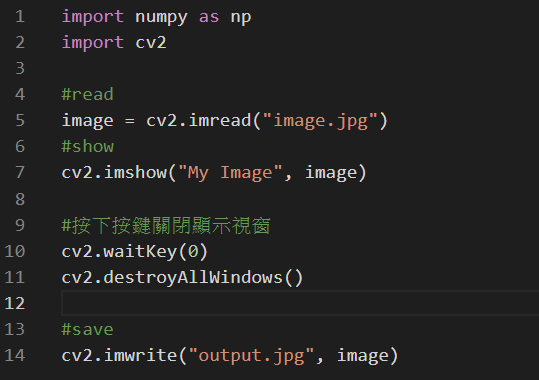 1 import numpy as np
2 import cv2
3
4 #read
5 image = cv2.imread("image.jpg")
6 #show
7 cv2.imshow("My Image", image)
8
9 #按下按鍵關閉顯示視窗
10 cv2.waitKey(0)
11 cv2.destroyAllWindows()
12
13 #save
14 cv2.imwrite("output.jpg", image)